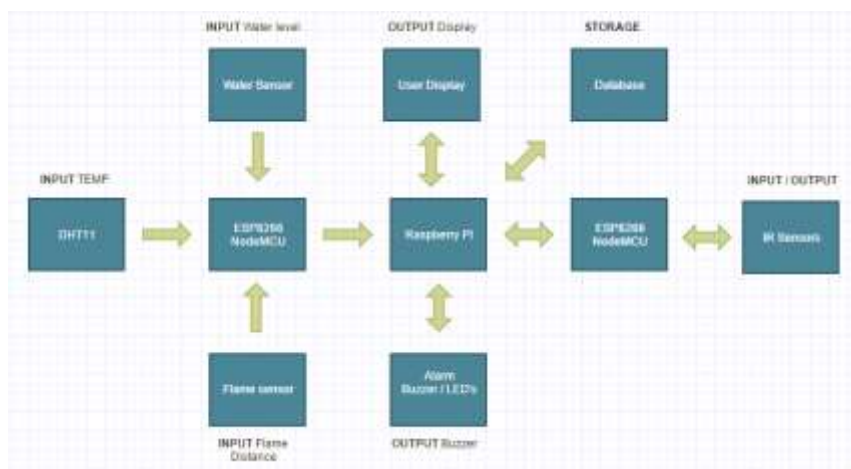 INPUT Water level
OUTPUT Display
STORAGE
Water Sensor
User Display
Database
INPUT TEMP
INPUT / OUTPUT
DHT11
ESP8266
NodeMCU
Raspberry PI
ESP8266
NodeMCU
IR Sensors
Flame sensor
Alarm
Buzzer / LED's
INPUT Flame
Distance
OUTPUT Buzzer